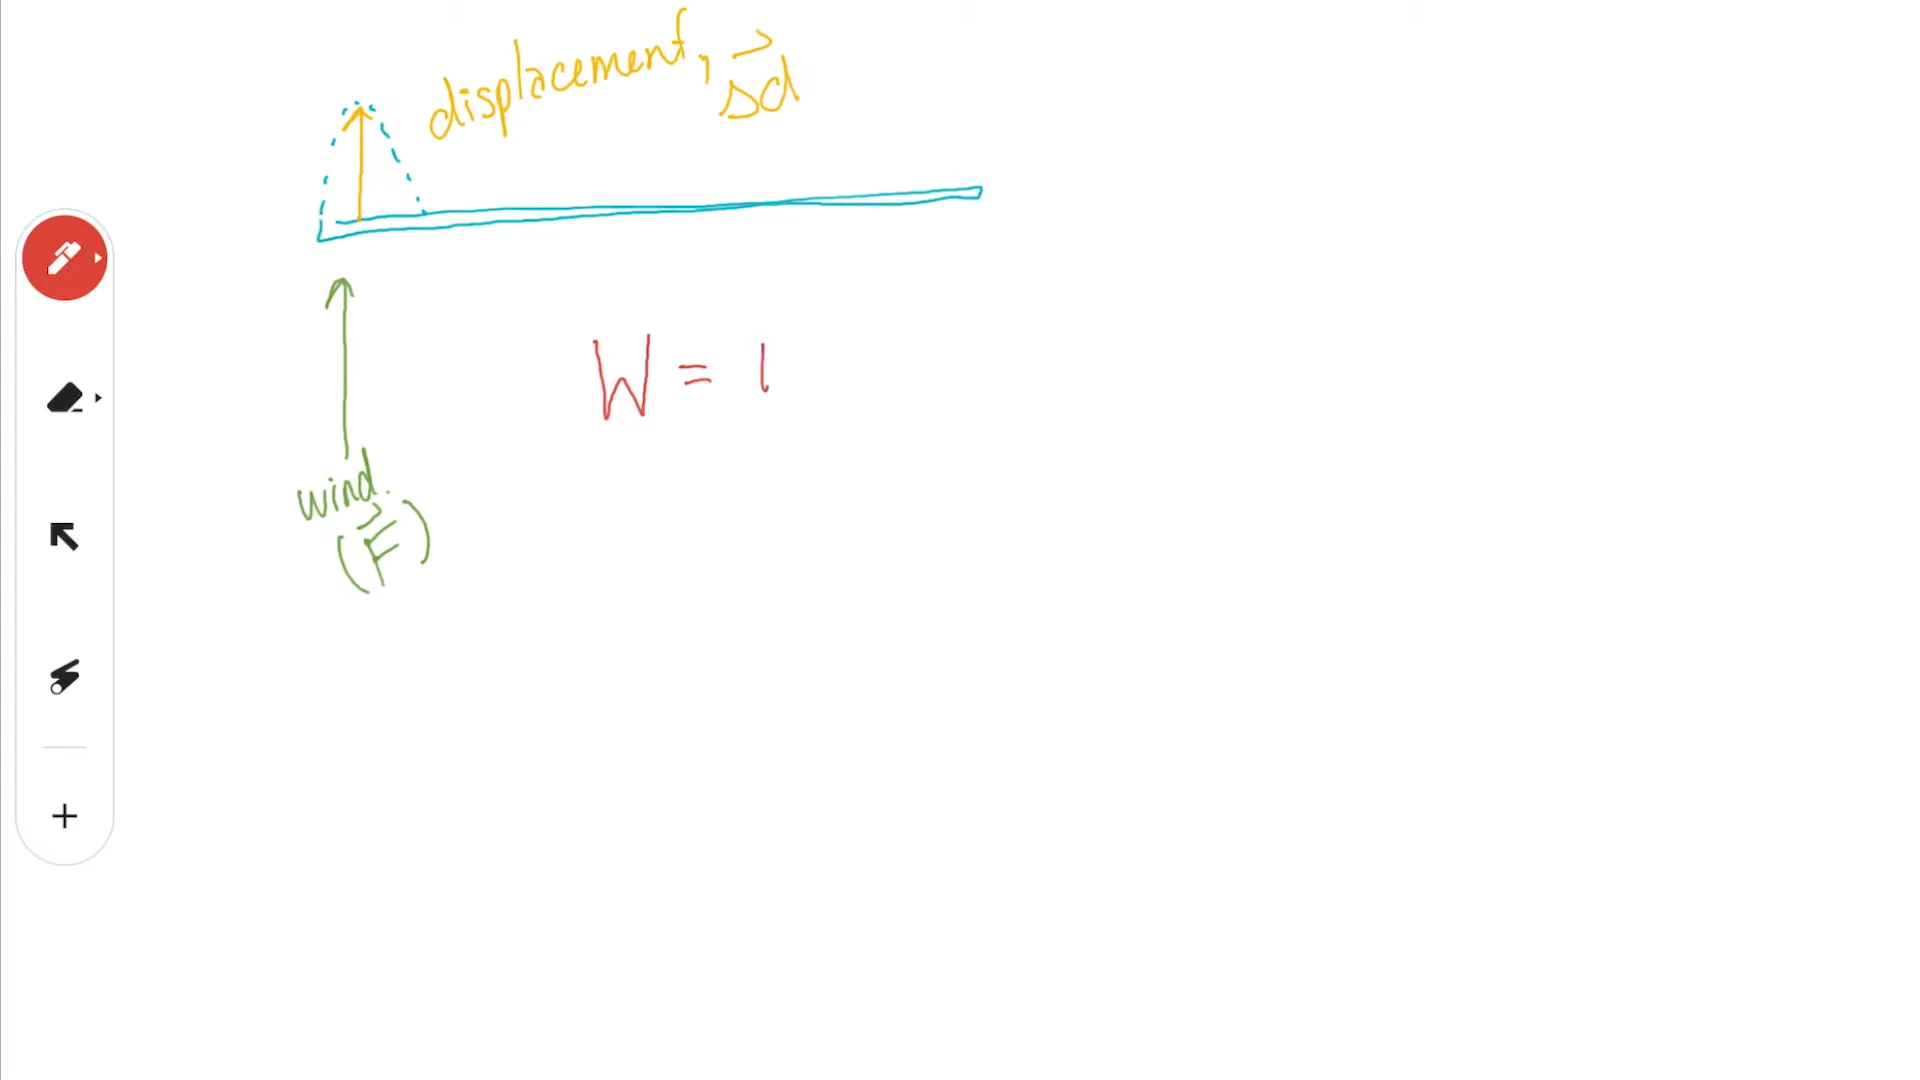 displacement, Δd⃗
W = I
wind.
(F⃗)